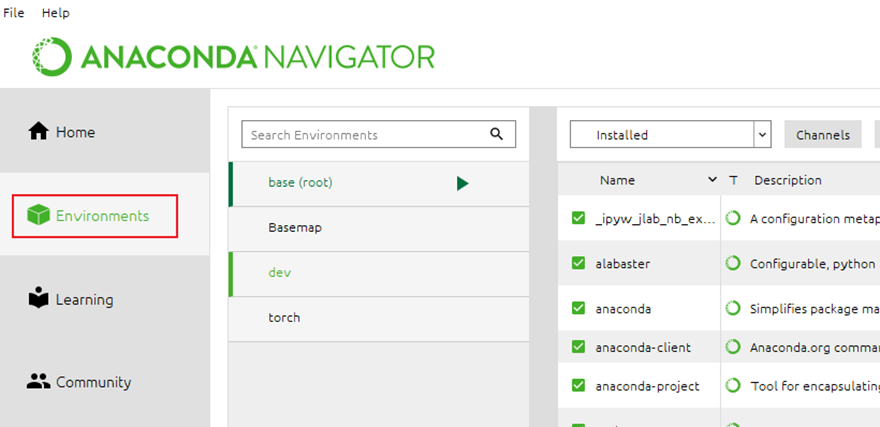 File Help
ANACONDA NAVIGATOR
Home
Environments
Learning
Community
Search Environments
base (root)
Basemap
dev
torch
Installed
Channels
Name T Description
_ipyw_jlab_nb_ex... A configuration metap
alabaster Configurable, python
anaconda Simplifies package ma
anaconda-client Anaconda.org comman
anaconda-project Tool for encapsulating